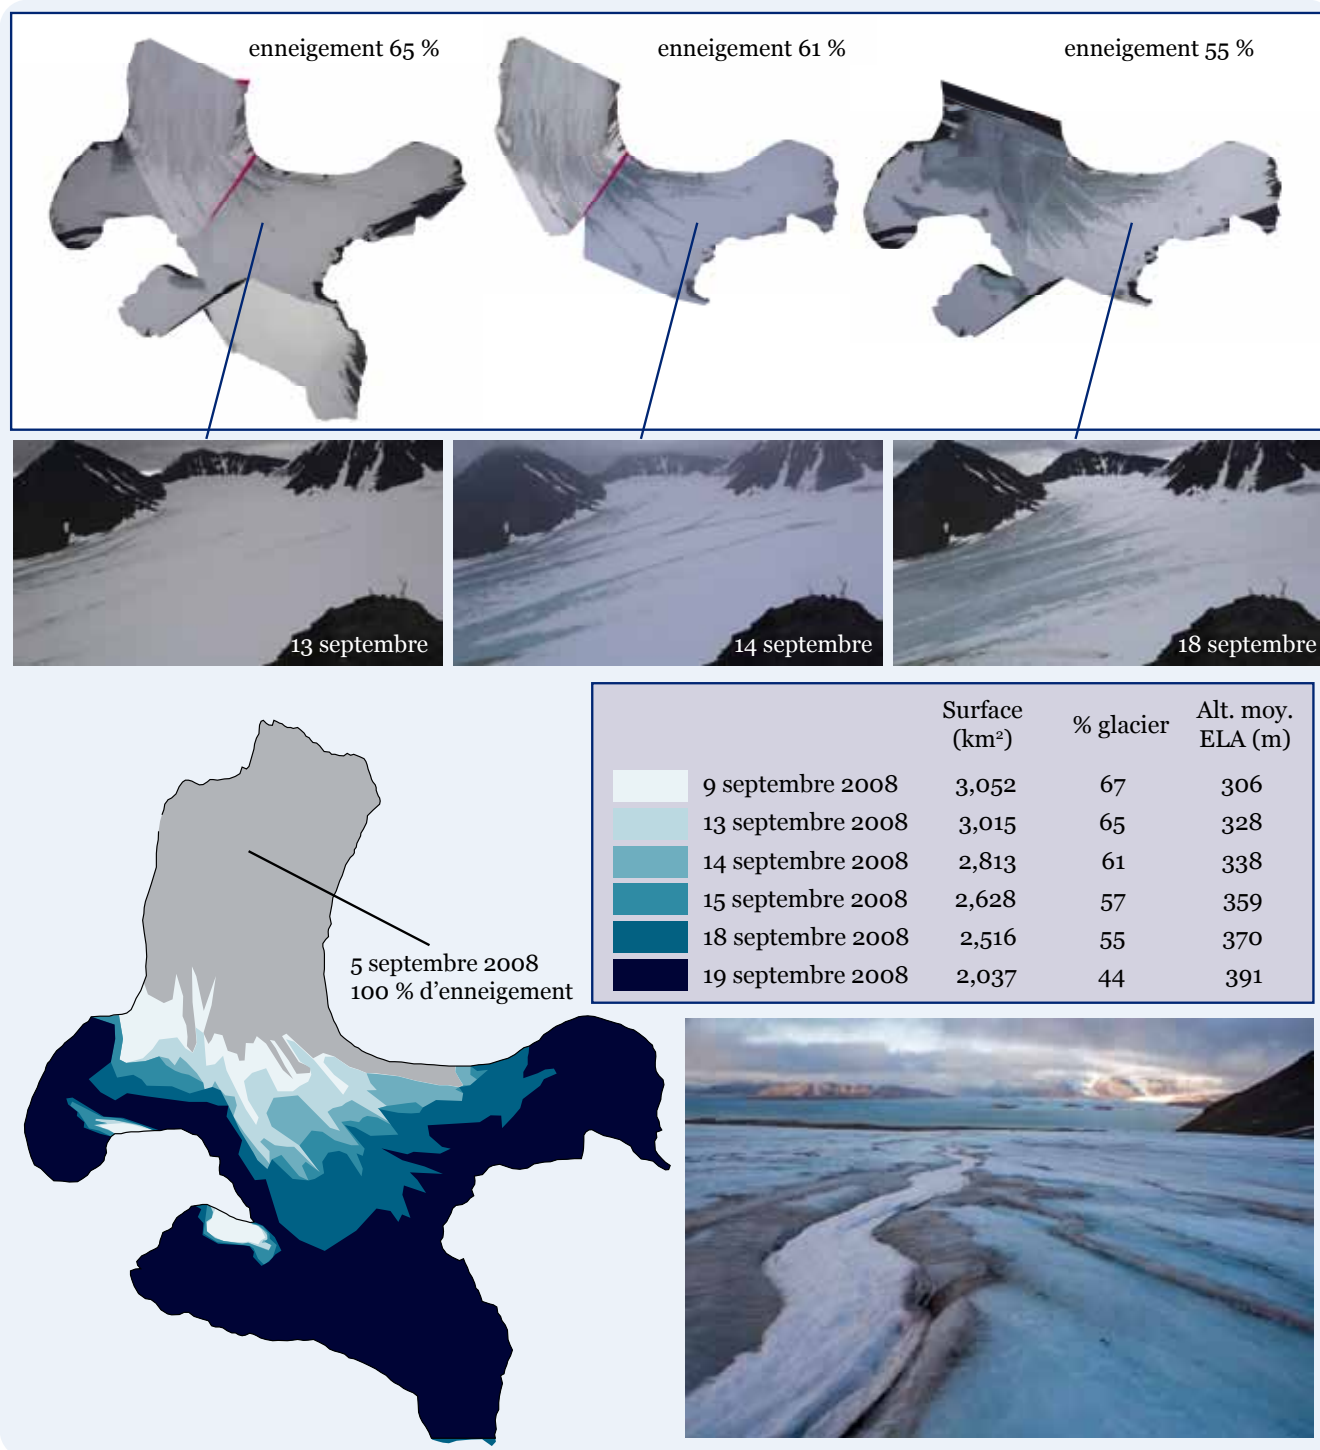 enneigement 65 %
enneigement 61 %
enneigement 55 %
13 septembre
14 septembre
18 septembre
Surface (km²) % glacier Alt. moy. ELA (m)
9 septembre 2008 3,052 67 306
13 septembre 2008 3,015 65 328
14 septembre 2008 2,813 61 338
15 septembre 2008 2,628 57 359
18 septembre 2008 2,516 55 370
19 septembre 2008 2,037 44 391
5 septembre 2008
100 % d’enneigement